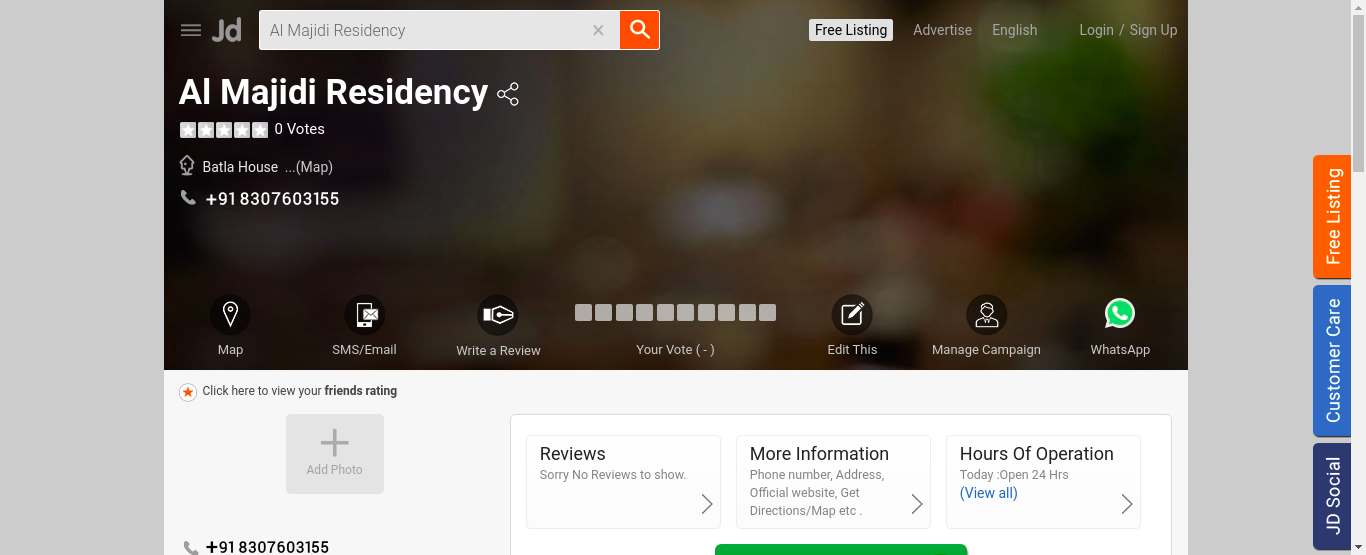 Jd
Al Majidi Residency
Free Listing
Advertise
English
Login / Sign Up
Al Majidi Residency
0 Votes
Batla House ...(Map)
+91 8307603155
Map
SMS/Email
Write a Review
Your Vote ( - )
Edit This
Manage Campaign
WhatsApp
Click here to view your friends rating
Add Photo
+91 8307603155
Reviews
Sorry No Reviews to show.
More Information
Phone number, Address,
Official website, Get
Directions/Map etc .
Hours Of Operation
Today :Open 24 Hrs
(View all)
Free Listing
Customer Care
JD Social